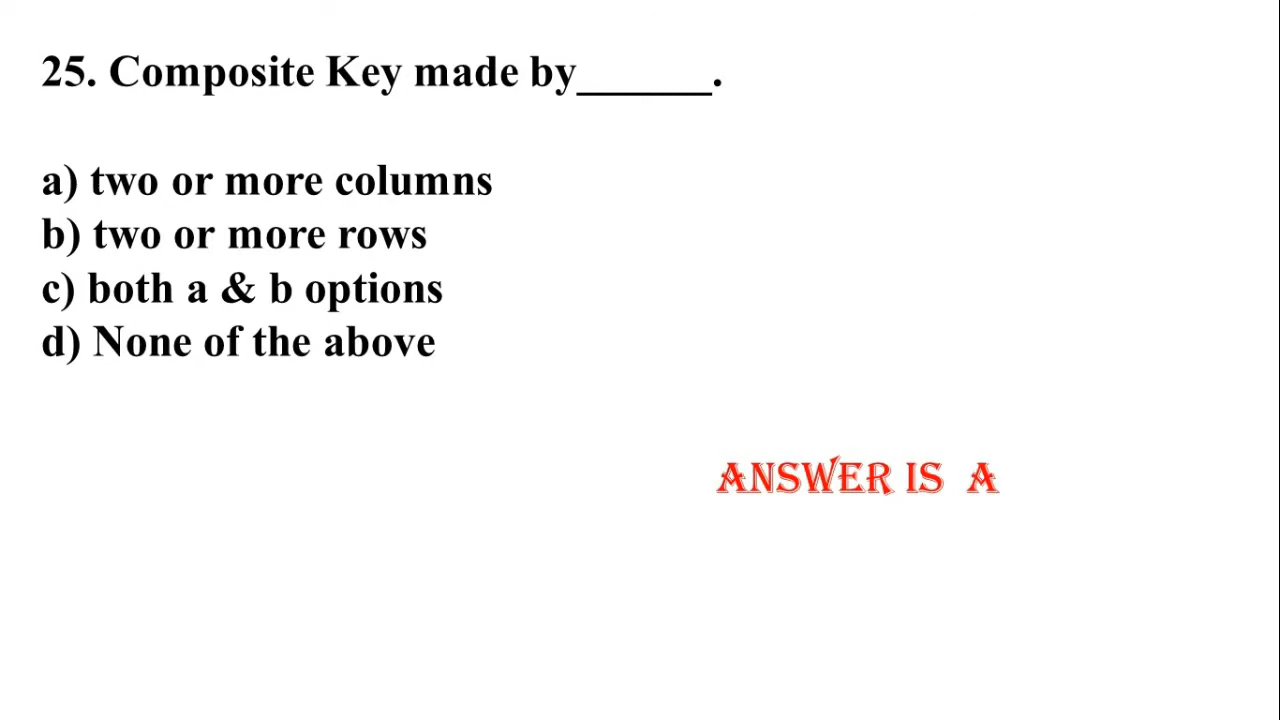 25. Composite Key made by______.
a) two or more columns
b) two or more rows
c) both a & b options
d) None of the above
ANSWER IS A